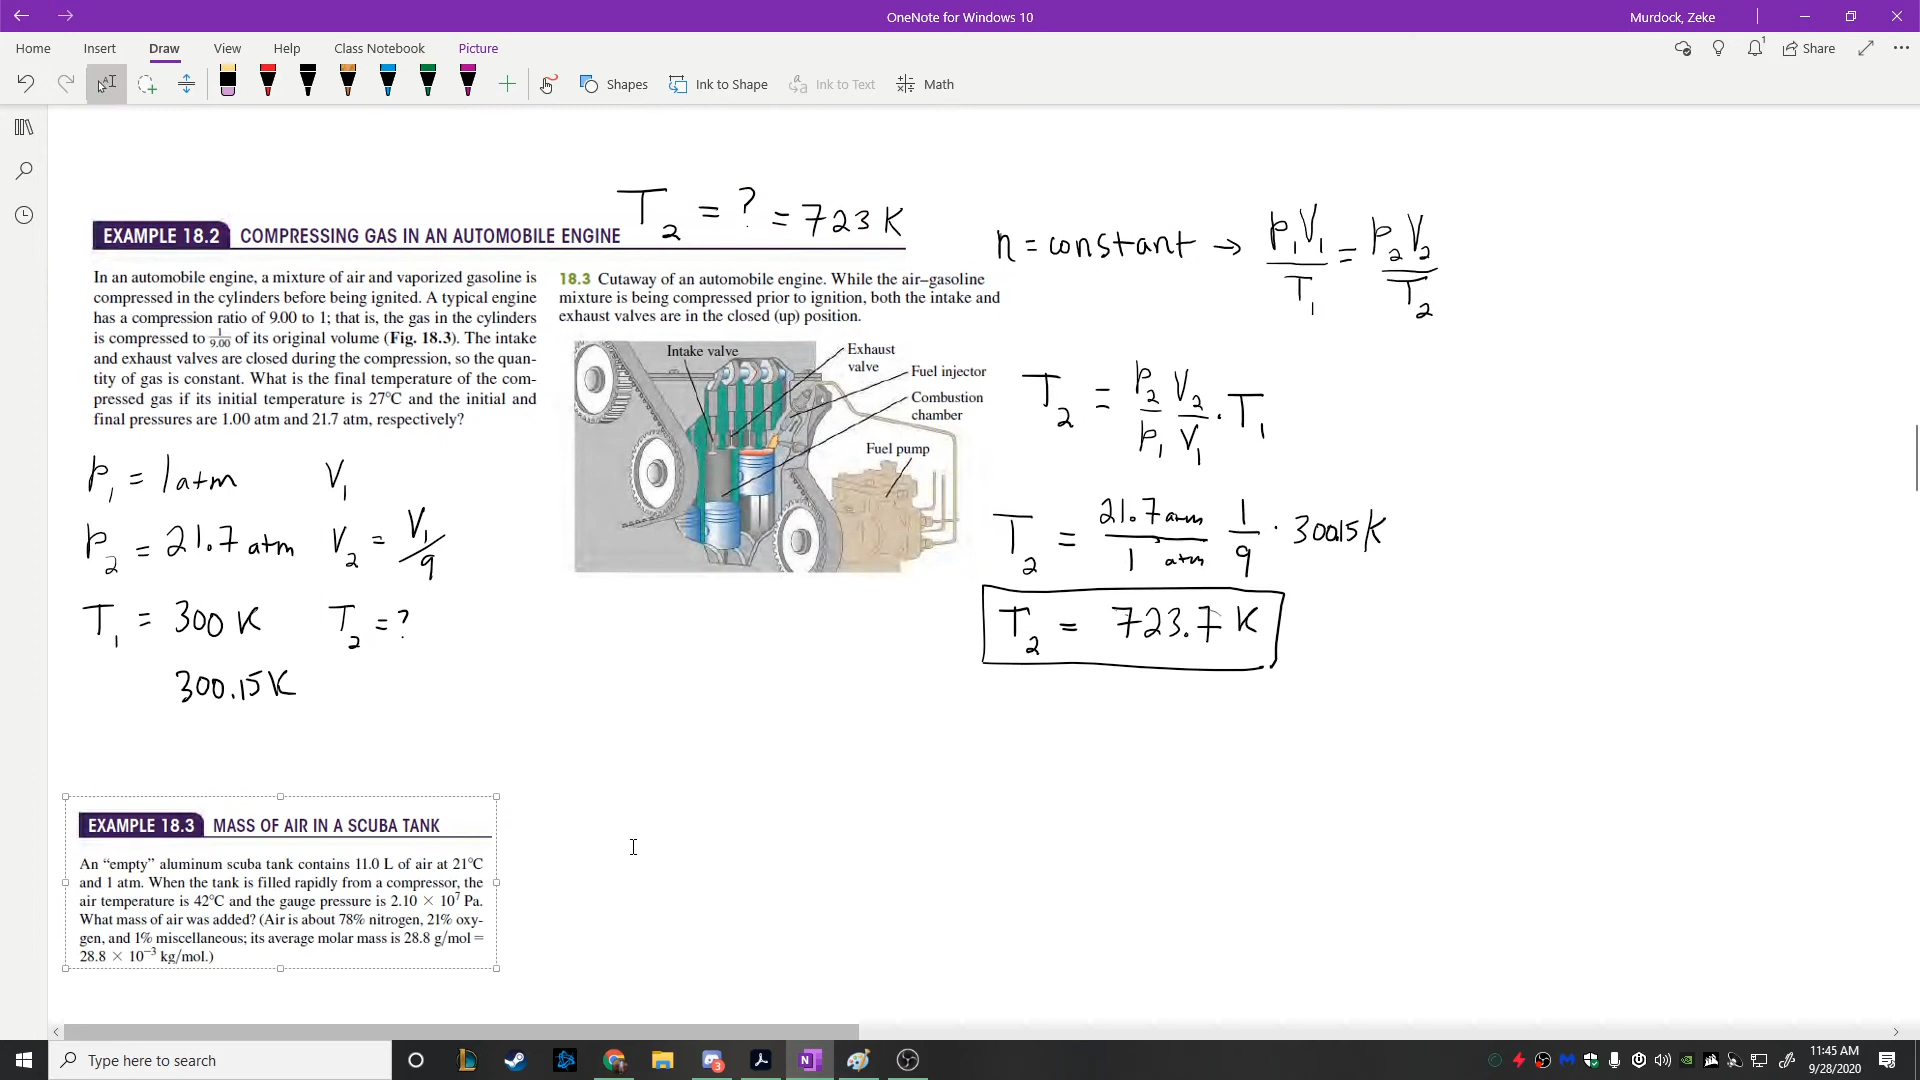 OneNote for Windows 10
Murdock, Zeke
Home Insert Draw View Help Class Notebook Picture
Share
Shapes Ink to Shape Ink to Text Math
T₂ = ? = 723 K
EXAMPLE 18.2 COMPRESSING GAS IN AN AUTOMOBILE ENGINE
In an automobile engine, a mixture of air and vaporized gasoline is
compressed in the cylinders before being ignited. A typical engine
has a compression ratio of 9.00 to 1; that is, the gas in the cylinders
is compressed to 1/9.00 of its original volume (Fig. 18.3). The intake
and exhaust valves are closed during the compression, so the quan-
tity of gas is constant. What is the final temperature of the com-
pressed gas if its initial temperature is 27°C and the initial and
final pressures are 1.00 atm and 21.7 atm, respectively?
18.3 Cutaway of an automobile engine. While the air–gasoline
mixture is being compressed prior to ignition, both the intake and
exhaust valves are in the closed (up) position.
Intake valve
Exhaust
valve
Fuel injector
Combustion
chamber
Fuel pump
p₁ = 1 atm V₁
p₂ = 21.7 atm V₂ = V₁/9
T₁ = 300 K T₂ = ?
300.15 K
n = constant → p₁V₁/T₁ = p₂V₂/T₂
T₂ = p₂/p₁ V₂/V₁ · T₁
T₂ = 21.7 atm/1 atm 1/9 · 300.15 K
T₂ = 723.7 K
EXAMPLE 18.3 MASS OF AIR IN A SCUBA TANK
An “empty” aluminum scuba tank contains 11.0 L of air at 21°C
and 1 atm. When the tank is filled rapidly from a compressor, the
air temperature is 42°C and the gauge pressure is 2.10 × 10⁷ Pa.
What mass of air was added? (Air is about 78% nitrogen, 21% oxy-
gen, and 1% miscellaneous; its average molar mass is 28.8 g/mol =
28.8 × 10⁻³ kg/mol.)
Type here to search
3
11:45 AM
9/28/2020